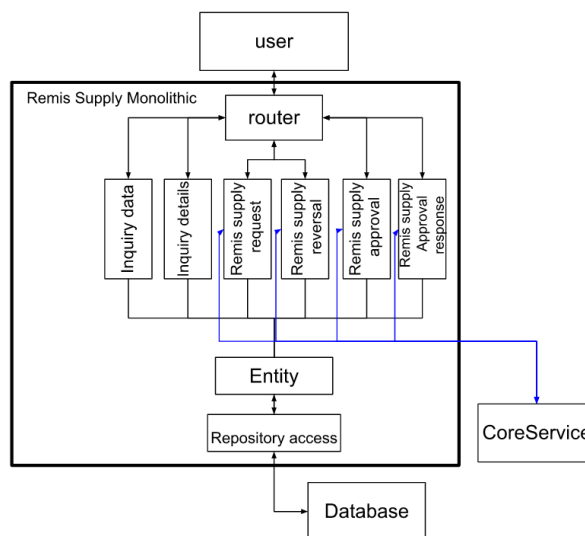 user
Remis Supply Monolithic
router
Inquiry data
Inquiry details
Remis supply
request
Remis supply
reversal
Remis supply
approval
Remis supply
Approval
response
Entity
Repository access
CoreService
Database